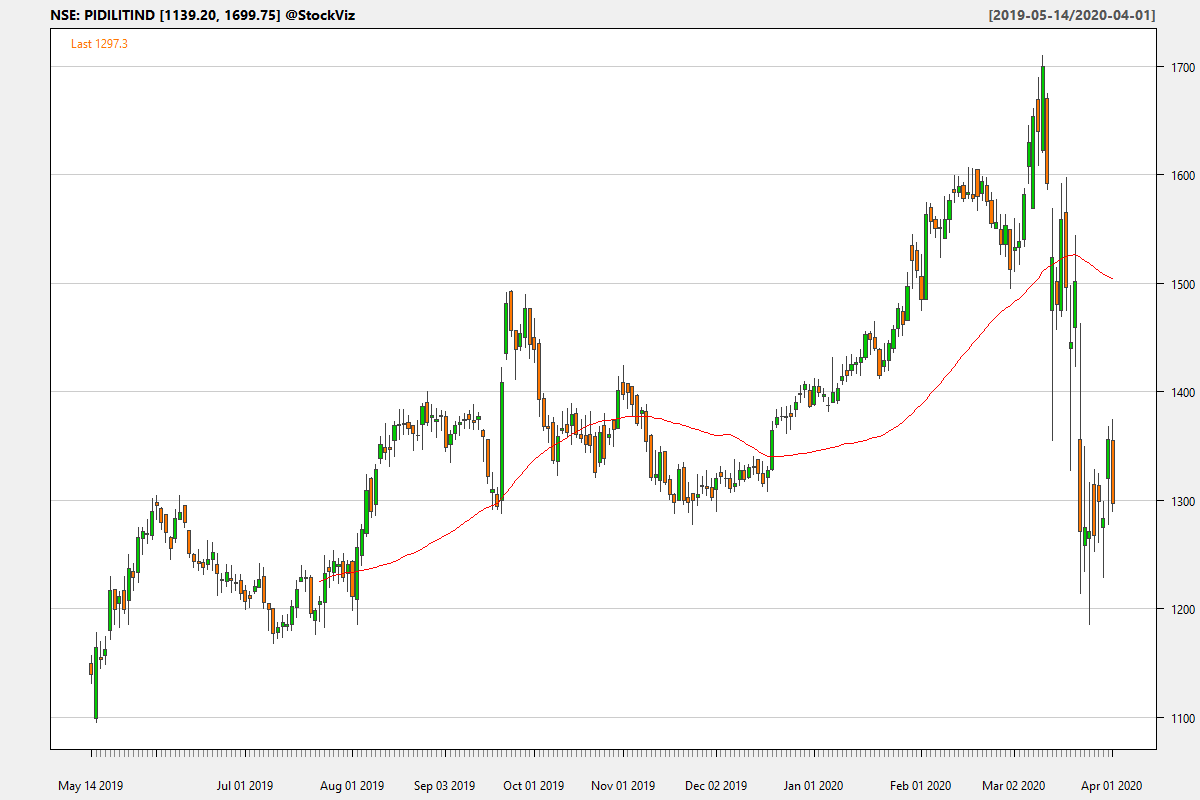 NSE: PIDILITIND [1139.20, 1699.75] @StockViz
[2019-05-14/2020-04-01]
Last 1297.3
1700
1600
1500
1400
1300
1200
1100
May 14 2019 Jul 01 2019 Aug 01 2019 Sep 03 2019 Oct 01 2019 Nov 01 2019 Dec 02 2019 Jan 01 2020 Feb 01 2020 Mar 02 2020 Apr 01 2020